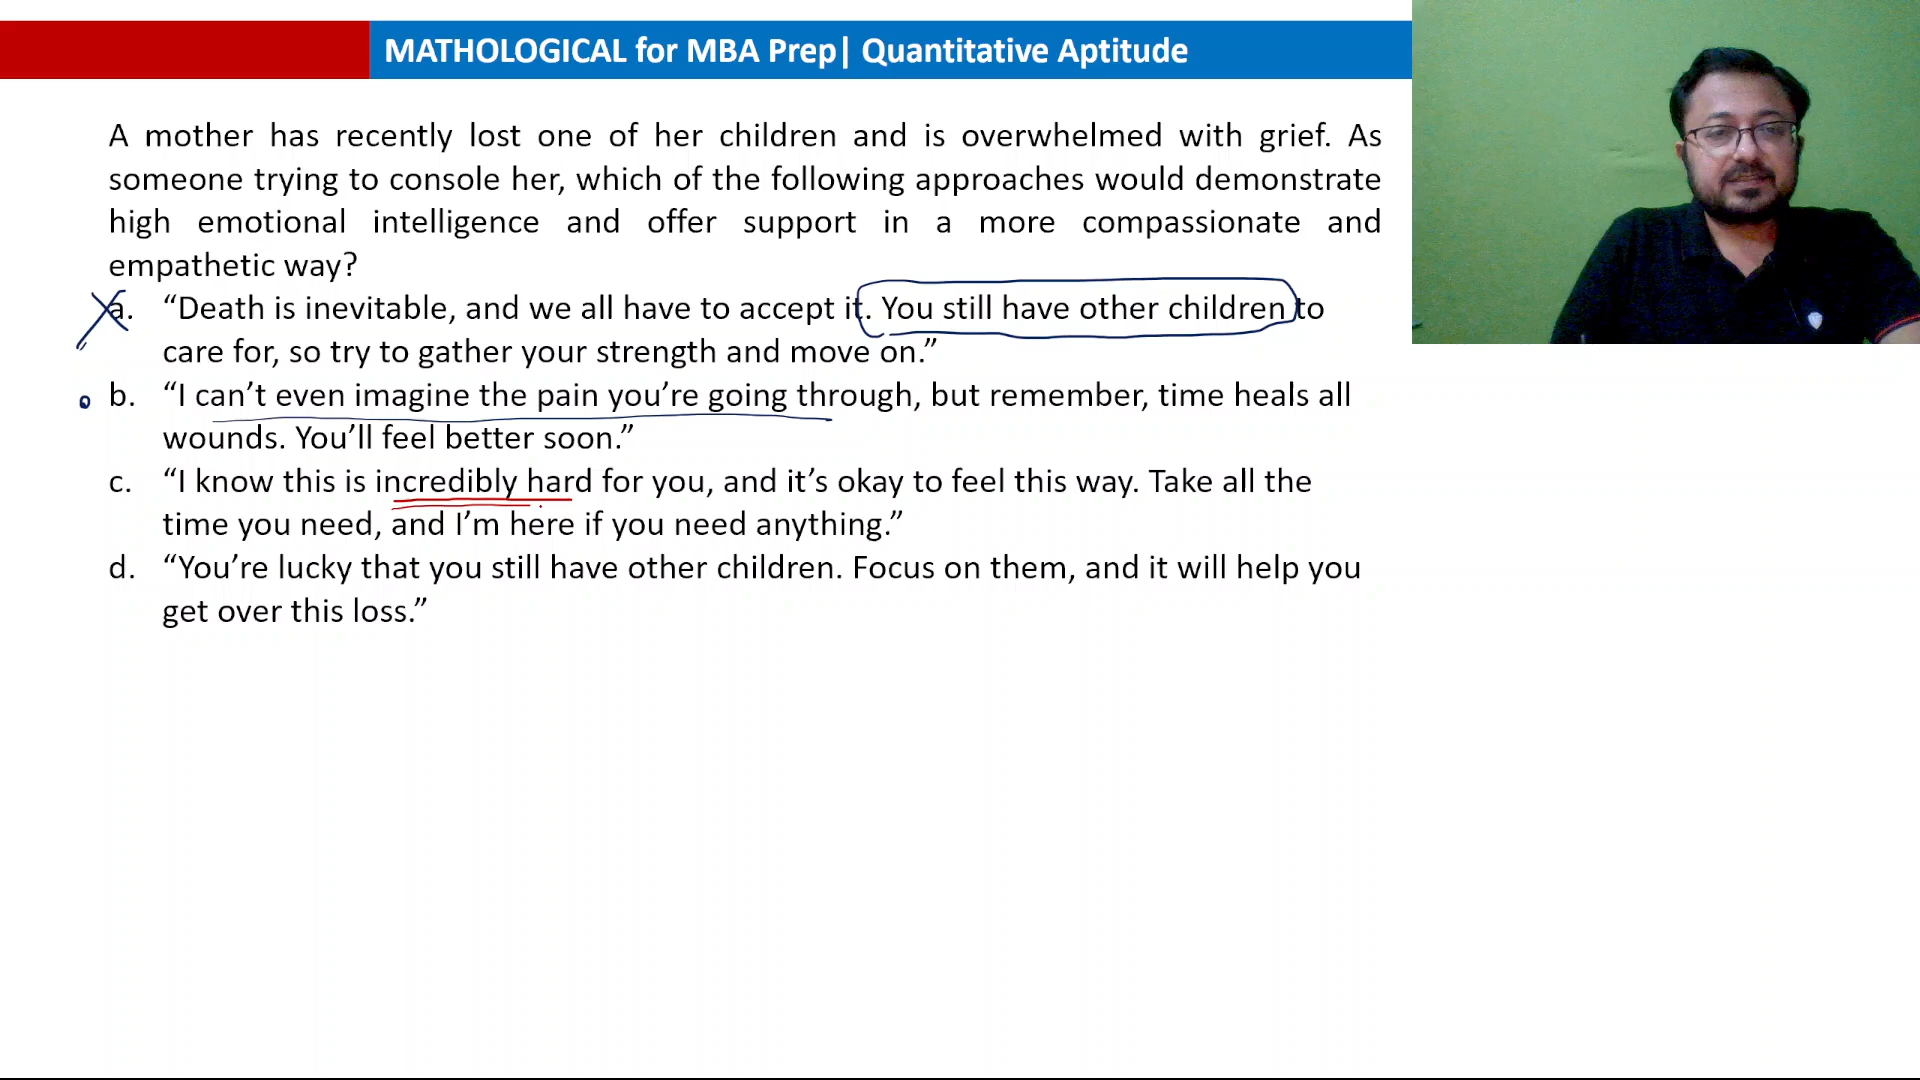 MATHOLOGICAL for MBA Prep| Quantitative Aptitude
A mother has recently lost one of her children and is overwhelmed with grief. As
someone trying to console her, which of the following approaches would demonstrate
high emotional intelligence and offer support in a more compassionate and
empathetic way?
a. “Death is inevitable, and we all have to accept it. You still have other children to
care for, so try to gather your strength and move on.”
b. “I can’t even imagine the pain you’re going through, but remember, time heals all
wounds. You’ll feel better soon.”
c. “I know this is incredibly hard for you, and it’s okay to feel this way. Take all the
time you need, and I’m here if you need anything.”
d. “You’re lucky that you still have other children. Focus on them, and it will help you
get over this loss.”